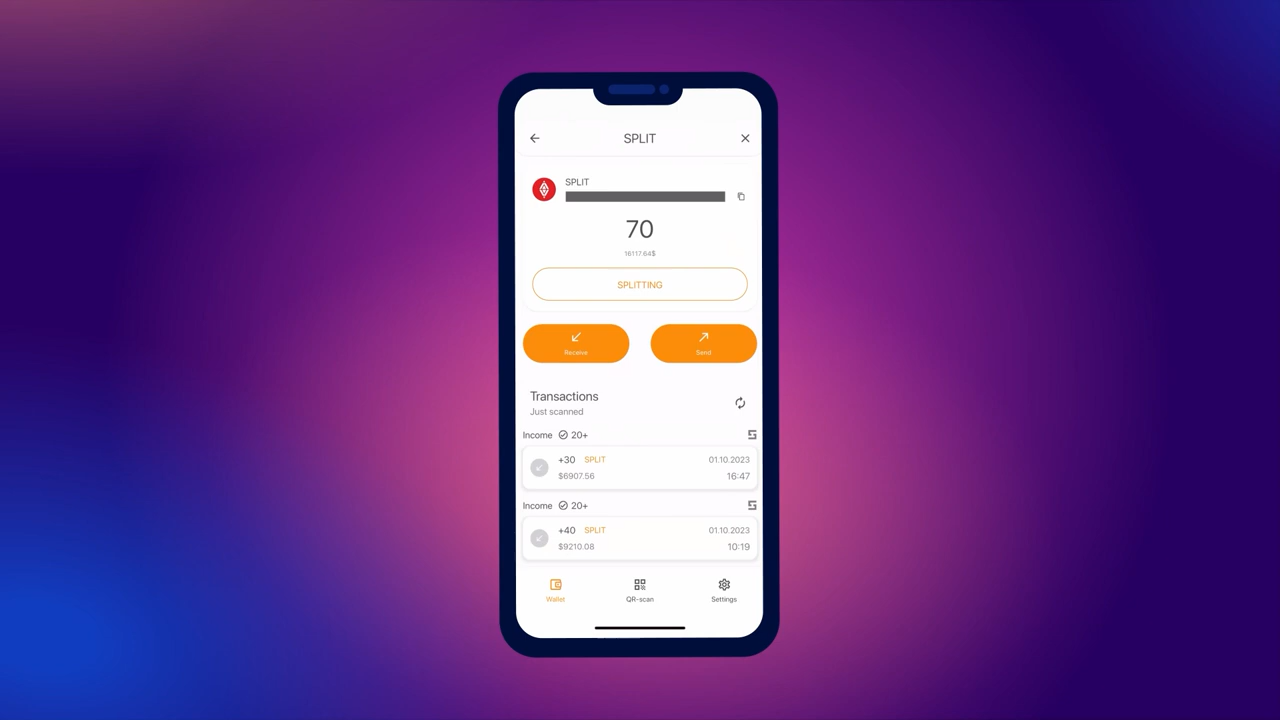 SPLIT
SPLIT
70
16117.64$
SPLITTING
Receive
Send
Transactions
Just scanned
Income 20+
+30 SPLIT 01.10.2023
$6907.56 16:47
Income 20+
+40 SPLIT 01.10.2023
$9210.08 10:19
Wallet QR-scan Settings